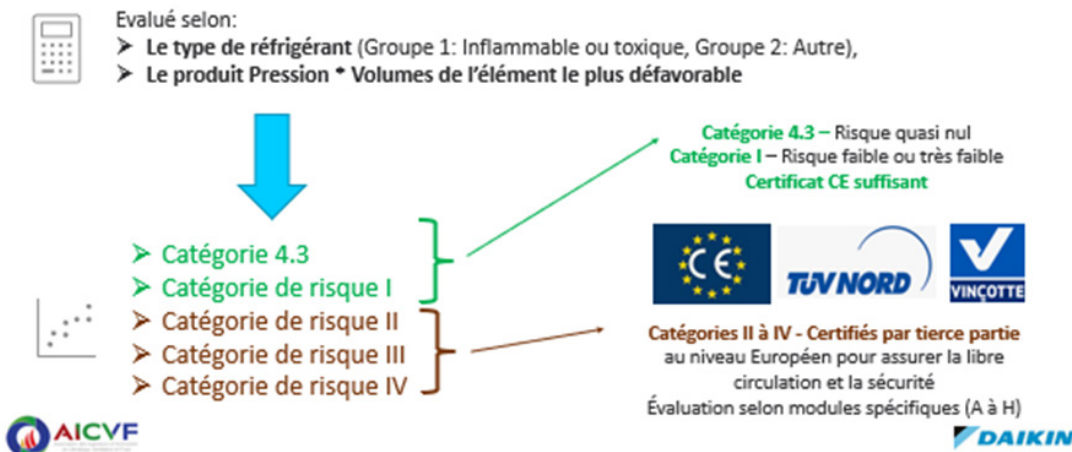 Evalué selon:
➤ Le type de réfrigérant (Groupe 1: Inflammable ou toxique, Groupe 2: Autre),
➤ Le produit Pression * Volumes de l'élément le plus défavorable
Catégorie 4.3 – Risque quasi nul
Catégorie I – Risque faible ou très faible
Certificat CE suffisant
➤ Catégorie 4.3
➤ Catégorie de risque I
➤ Catégorie de risque II
➤ Catégorie de risque III
➤ Catégorie de risque IV
CE
TÜV NORD
VINÇOTTE
Catégories II à IV - Certifiés par tierce partie
au niveau Européen pour assurer la libre
circulation et la sécurité
Évaluation selon modules spécifiques (A à H)
AICVF
DAIKIN